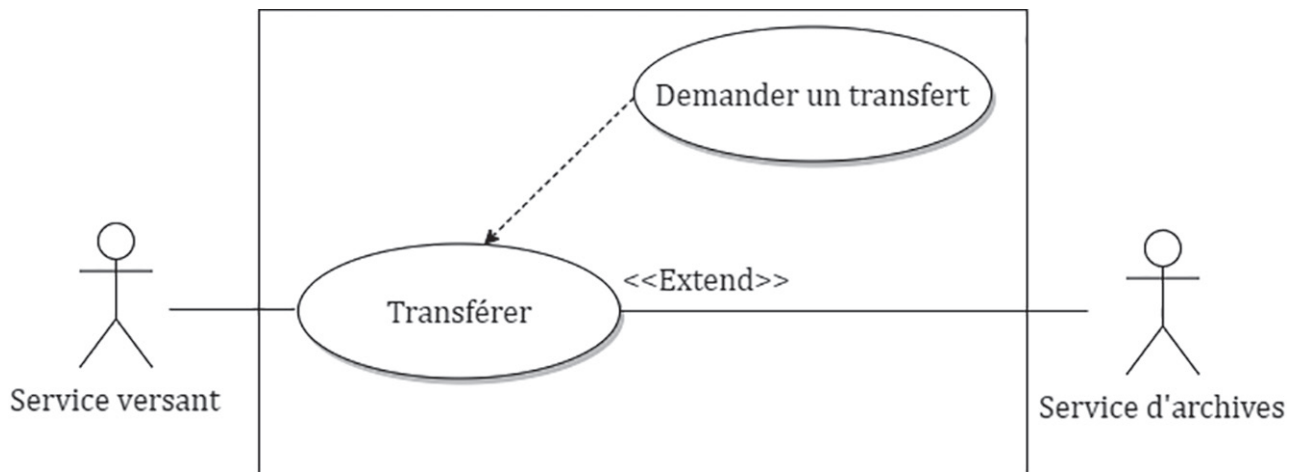 Demander un transfert
<<Extend>>
Transférer
Service versant
Service d'archives